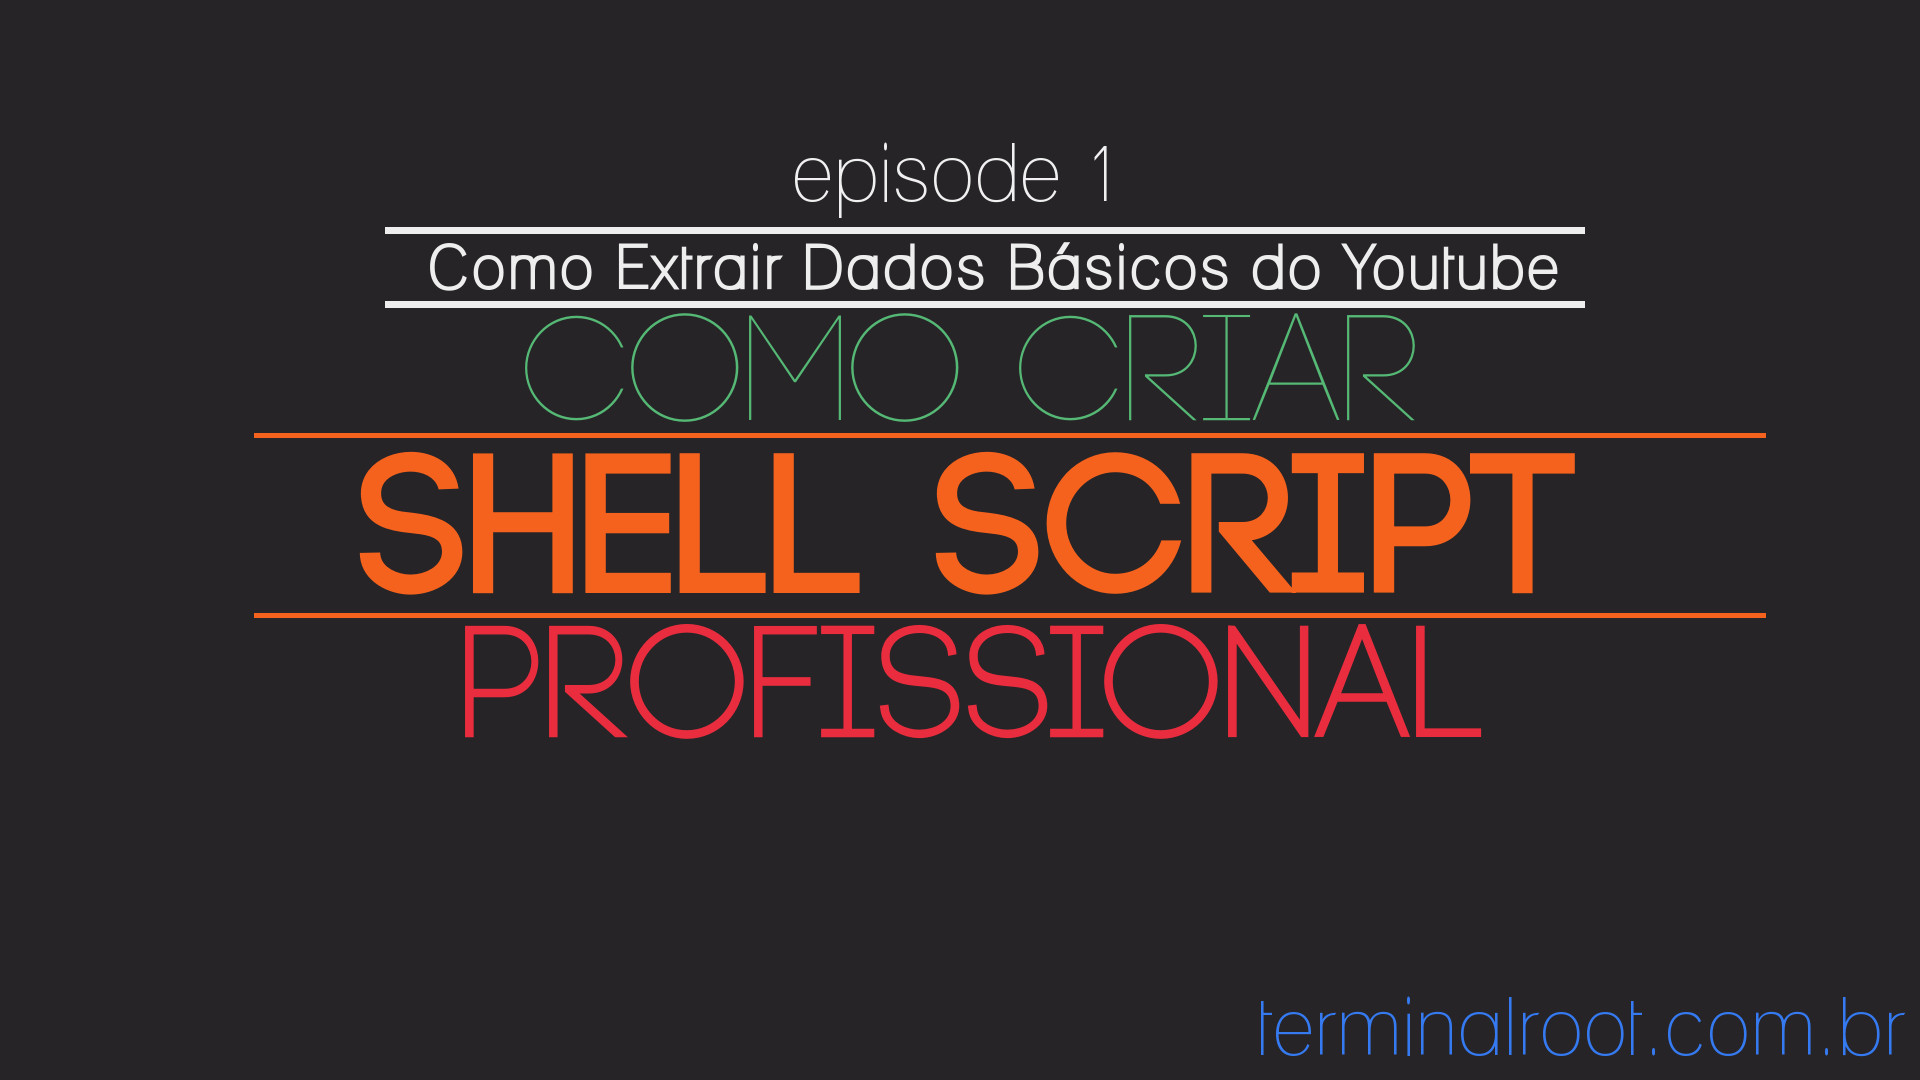 episode 1
Como Extrair Dados Básicos do Youtube
COMO CRIAR
SHELL SCRIPT
PROFISSIONAL
terminalroot.com.br